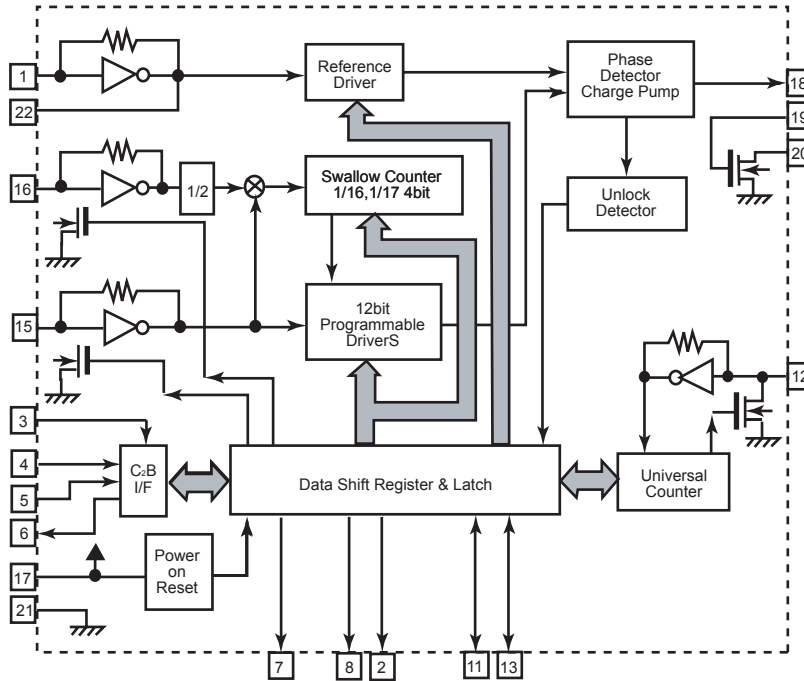 1
22
16
15
3
4
5
6
17
21
Reference
Driver
Phase
Detector
Charge Pump
18
19
20
1/2
Swallow Counter
1/16,1/17 4bit
Unlock
Detector
12bit
Programmable
DriverS
12
C2B
I/F
Data Shift Register & Latch
Universal
Counter
Power
on
Reset
7
8
2
11
13